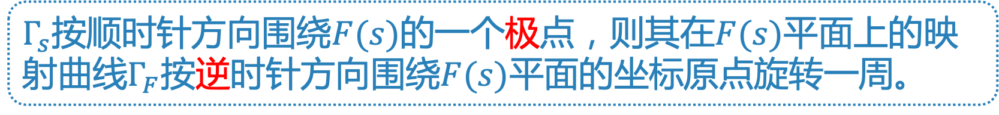 Γₛ按顺时针方向围绕F(s)的一个极点，则其在F(s)平面上的映
射曲线Γ_F按逆时针方向围绕F(s)平面的坐标原点旋转一周。